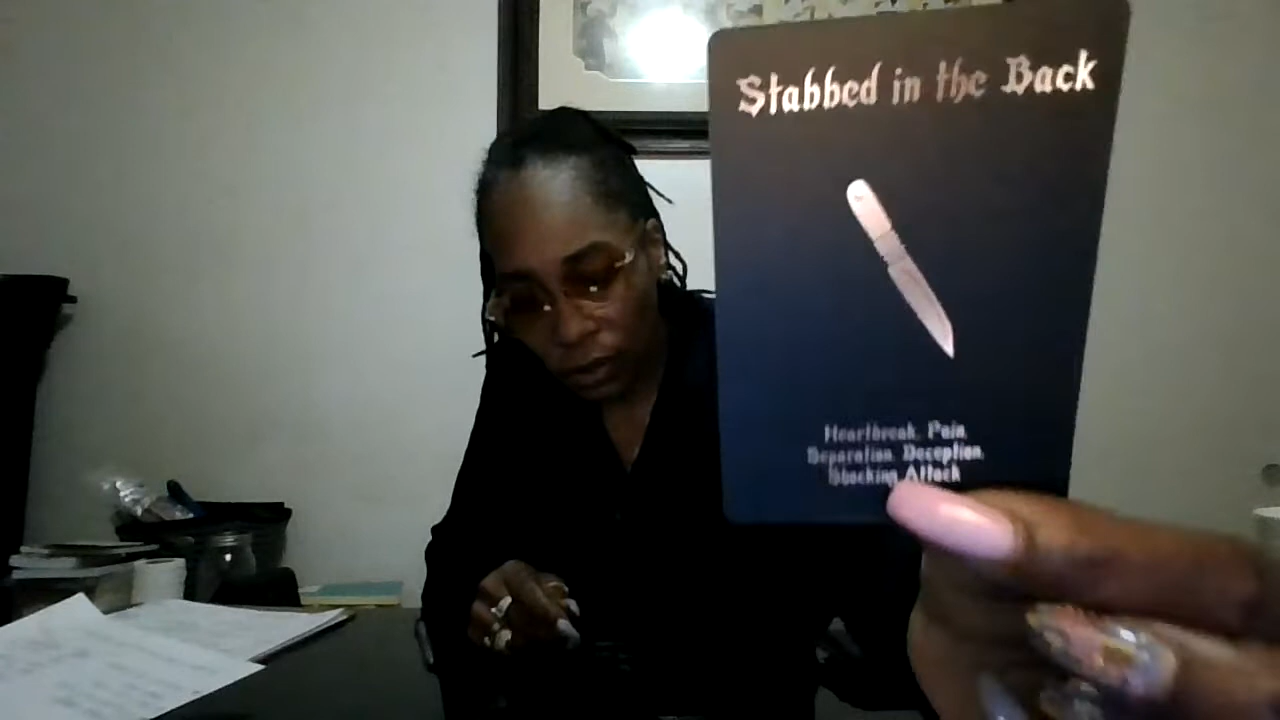 Stabbed in the Back
Heartbreak, Pain,
Separation, Deception,
Shocking Attack